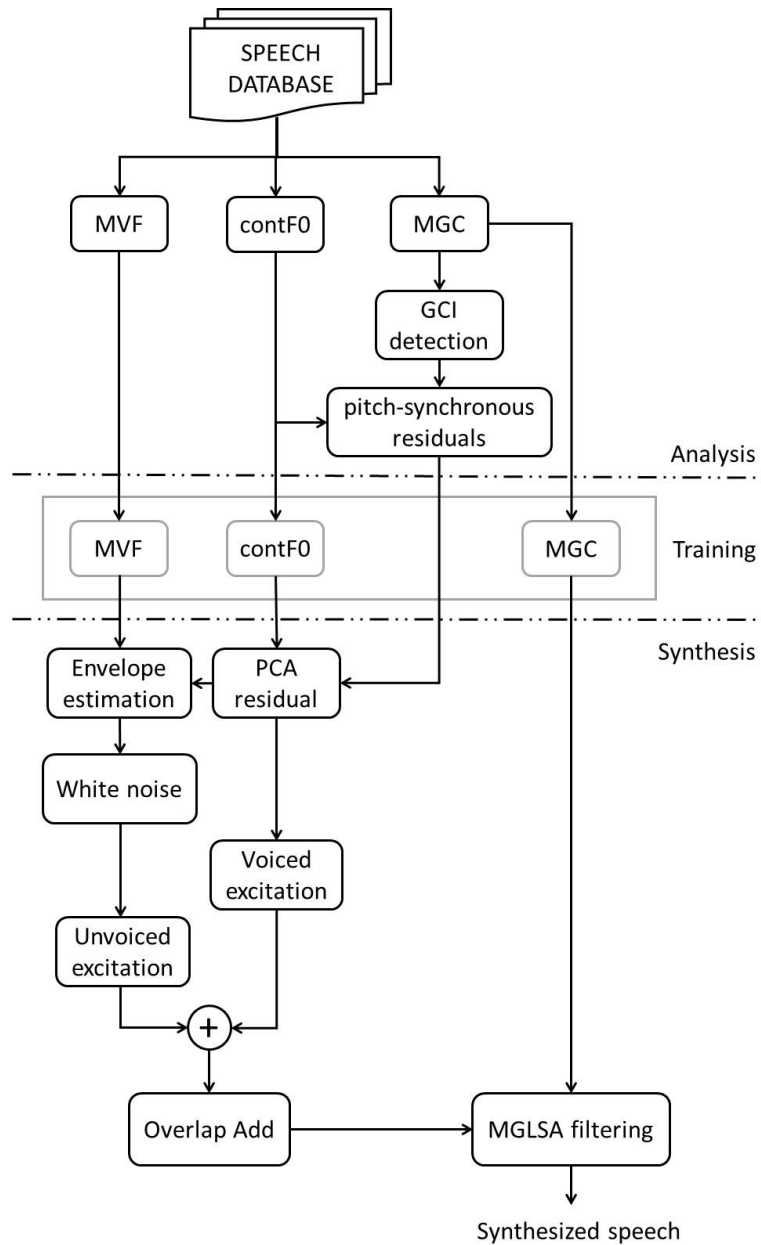 SPEECH
DATABASE
MVF
contF0
MGC
GCI
detection
pitch-synchronous
residuals
Analysis
MVF
contF0
MGC
Training
Synthesis
Envelope
estimation
PCA
residual
White noise
Voiced
excitation
Unvoiced
excitation
+
Overlap Add
MGLSA filtering
Synthesized speech